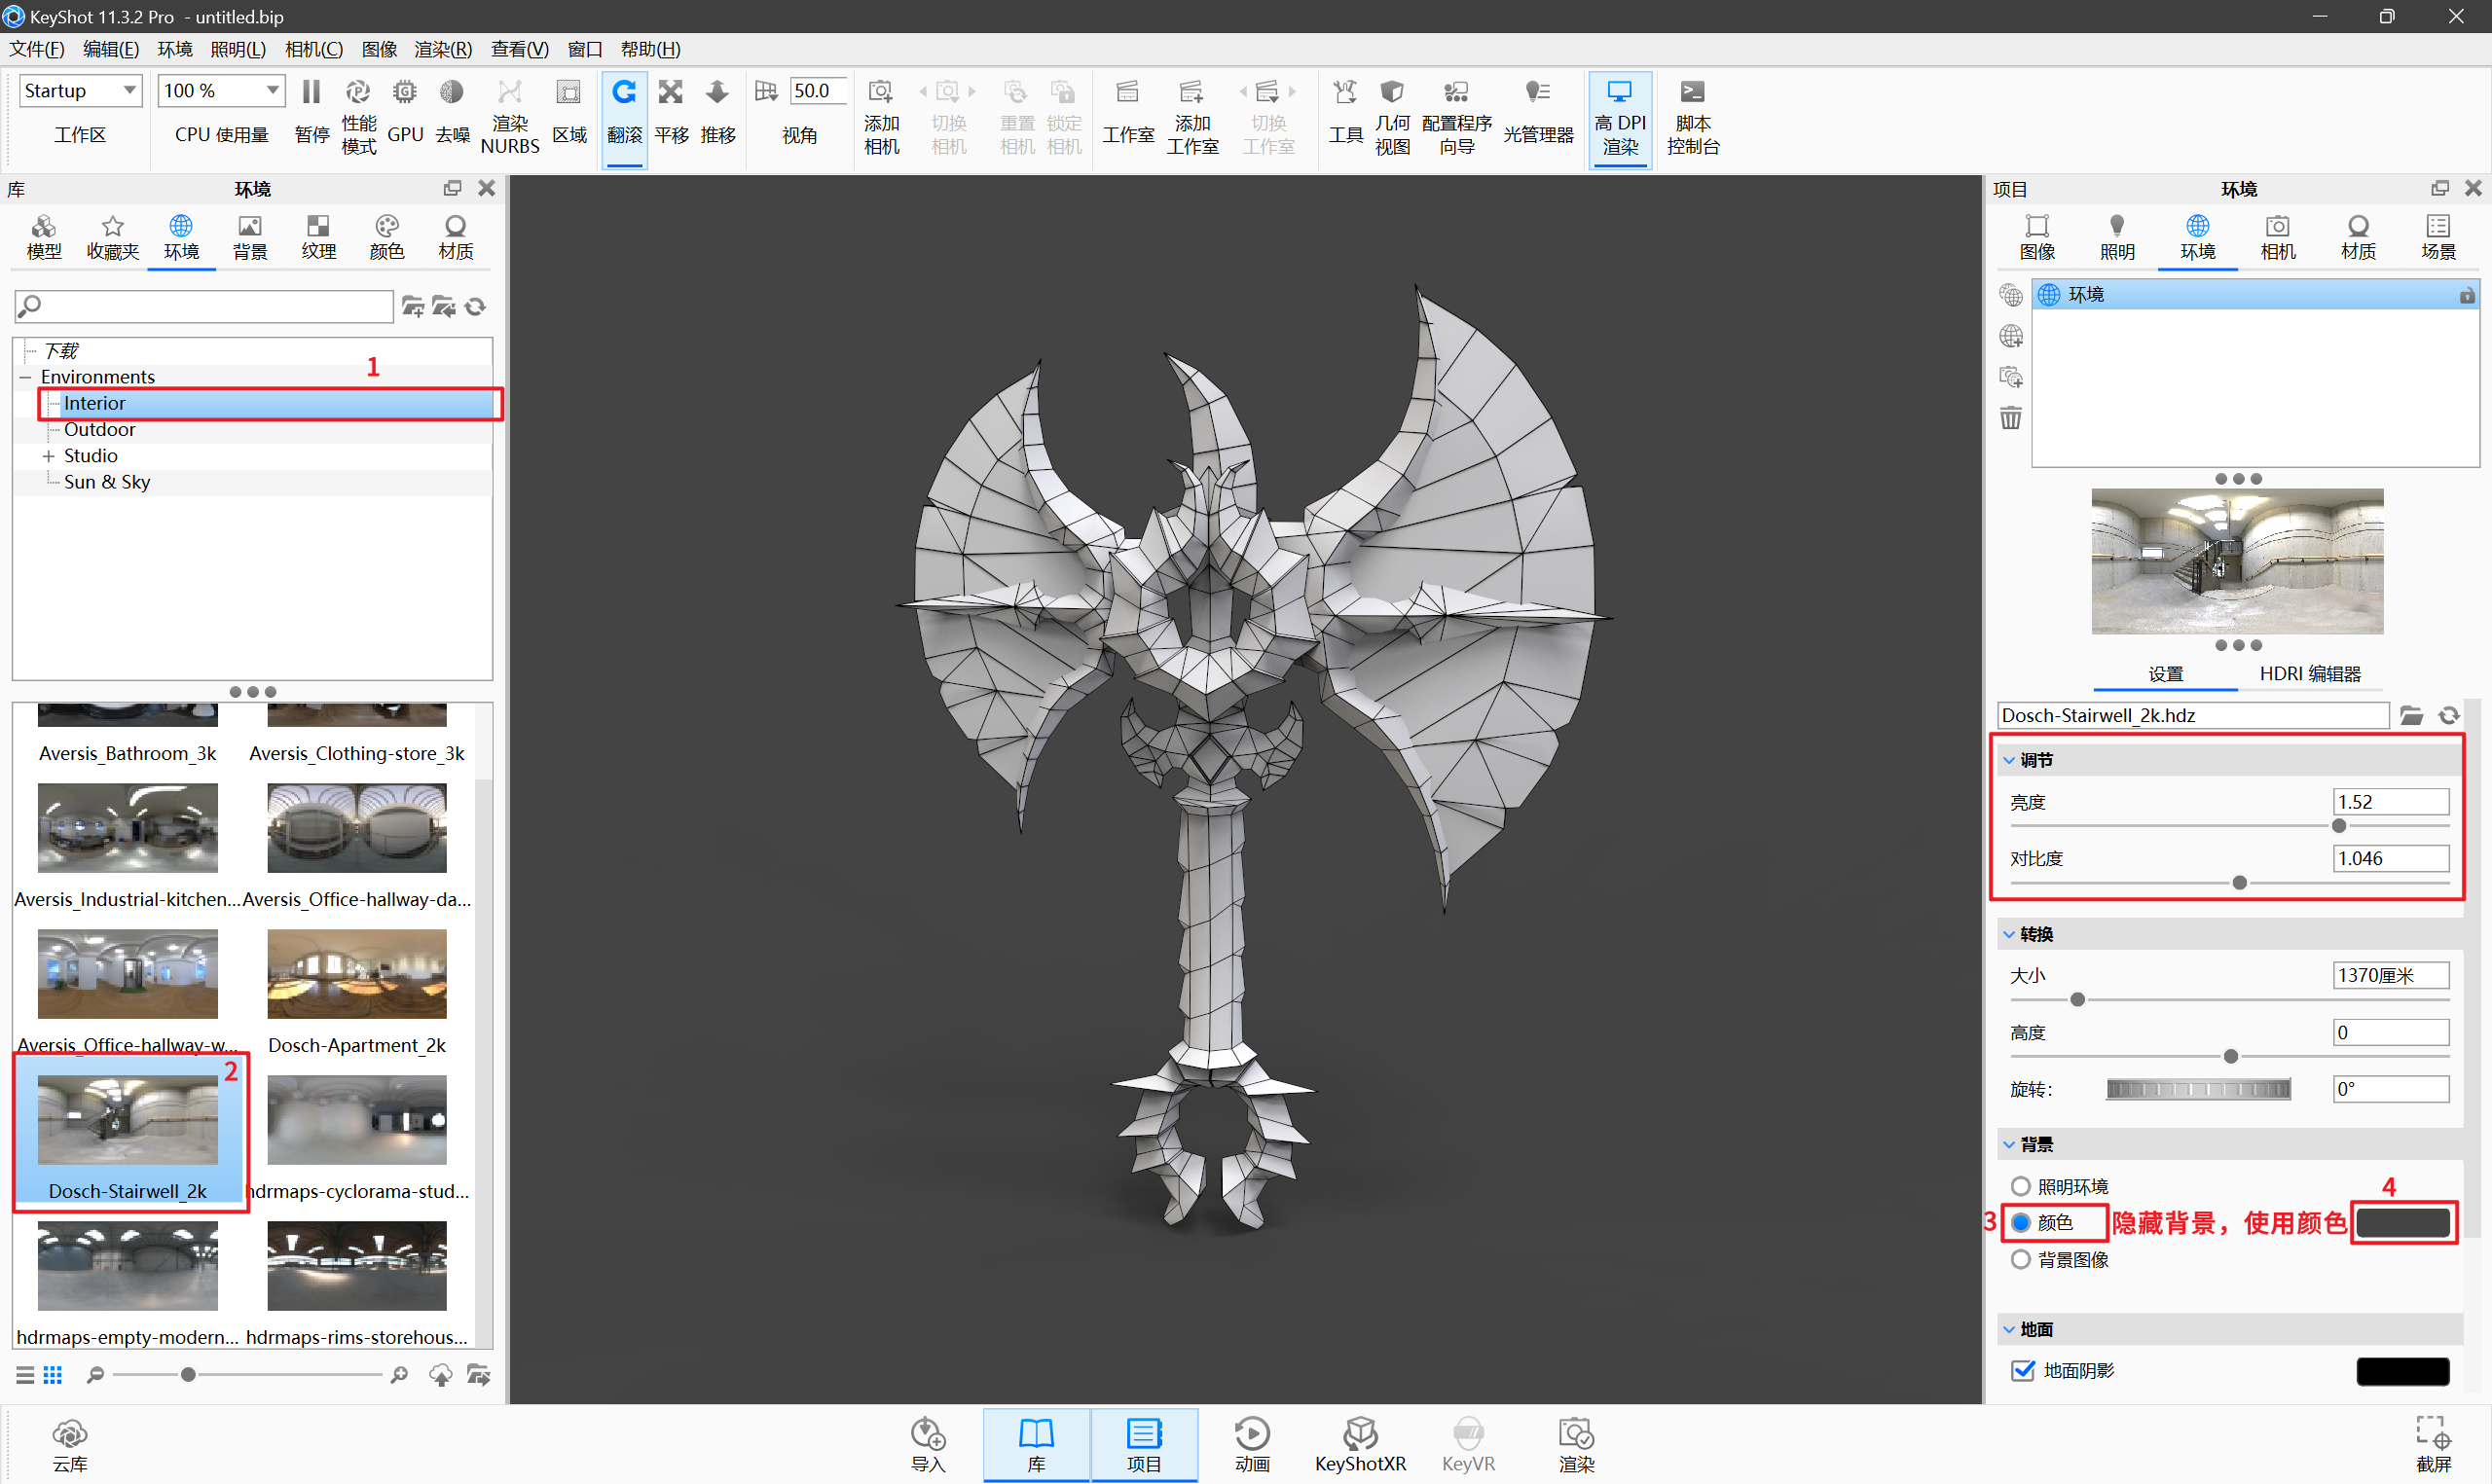 KeyShot 11.3.2 Pro - untitled.bip
文件(F) 编辑(E) 环境 照明(L) 相机(C) 图像 渲染(R) 查看(V) 窗口 帮助(H)
Startup
工作区
100 %
CPU 使用量
暂停
性能
模式
GPU
去噪
渲染
NURBS
区域
翻滚
平移
推移
50.0
视角
添加
相机
切换
相机
重置
相机
锁定
相机
工作室
添加
工作室
切换
工作室
工具
几何
视图
配置程序
向导
光管理器
高 DPI
渲染
脚本
控制台
库 环境
模型 收藏夹 环境 背景 纹理 颜色 材质
下载
1
Environments
Interior
Outdoor
Studio
Sun & Sky
Aversis_Bathroom_3k Aversis_Clothing-store_3k
Aversis_Industrial-kitchen... Aversis_Office-hallway-da...
Aversis_Office-hallway-w... Dosch-Apartment_2k
2
Dosch-Stairwell_2k hdrmaps-cyclorama-stud...
hdrmaps-empty-modern... hdrmaps-rims-storehous...
项目 环境
图像 照明 环境 相机 材质 场景
环境
设置 HDRI 编辑器
Dosch-Stairwell_2k.hdz
调节
亮度 1.52
对比度 1.046
转换
大小 1370厘米
高度 0
旋转: 0°
背景
照明环境
4
3 颜色 隐藏背景，使用颜色
背景图像
地面
地面阴影
云库 导入 库 项目 动画 KeyShotXR KeyVR 渲染 截屏